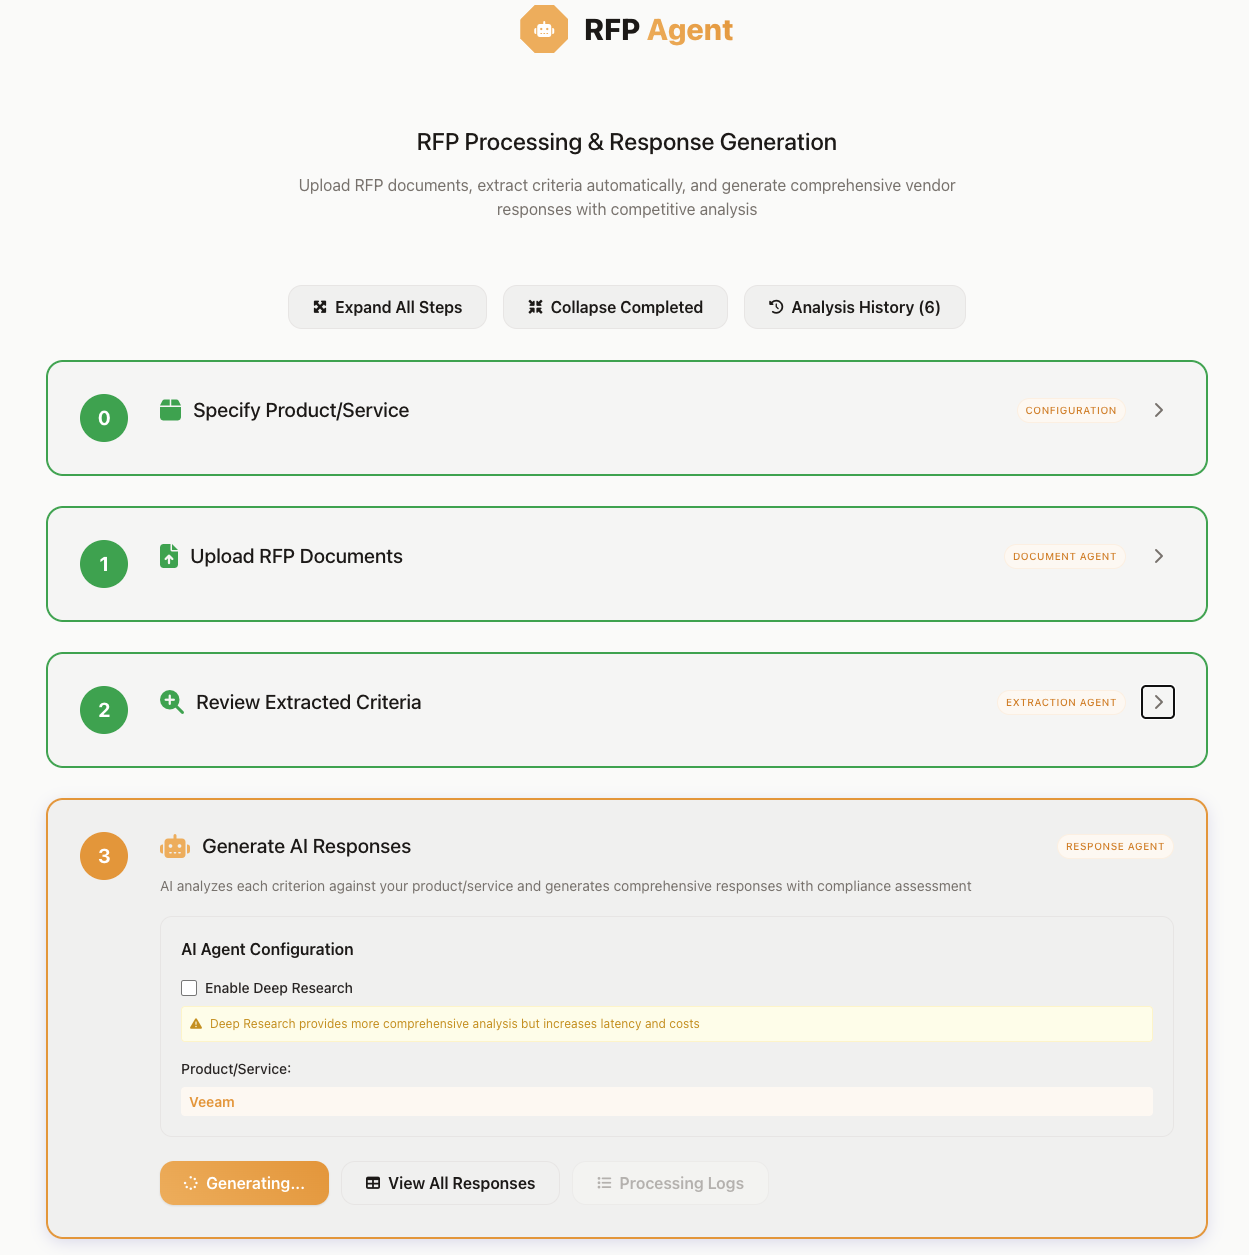 RFP Agent
RFP Processing & Response Generation
Upload RFP documents, extract criteria automatically, and generate comprehensive vendor
responses with competitive analysis
Expand All Steps
Collapse Completed
Analysis History (6)
0
Specify Product/Service
CONFIGURATION
1
Upload RFP Documents
DOCUMENT AGENT
2
Review Extracted Criteria
EXTRACTION AGENT
3
Generate AI Responses
RESPONSE AGENT
AI analyzes each criterion against your product/service and generates comprehensive responses with compliance assessment
AI Agent Configuration
Enable Deep Research
Deep Research provides more comprehensive analysis but increases latency and costs
Product/Service:
Veeam
Generating...
View All Responses
Processing Logs